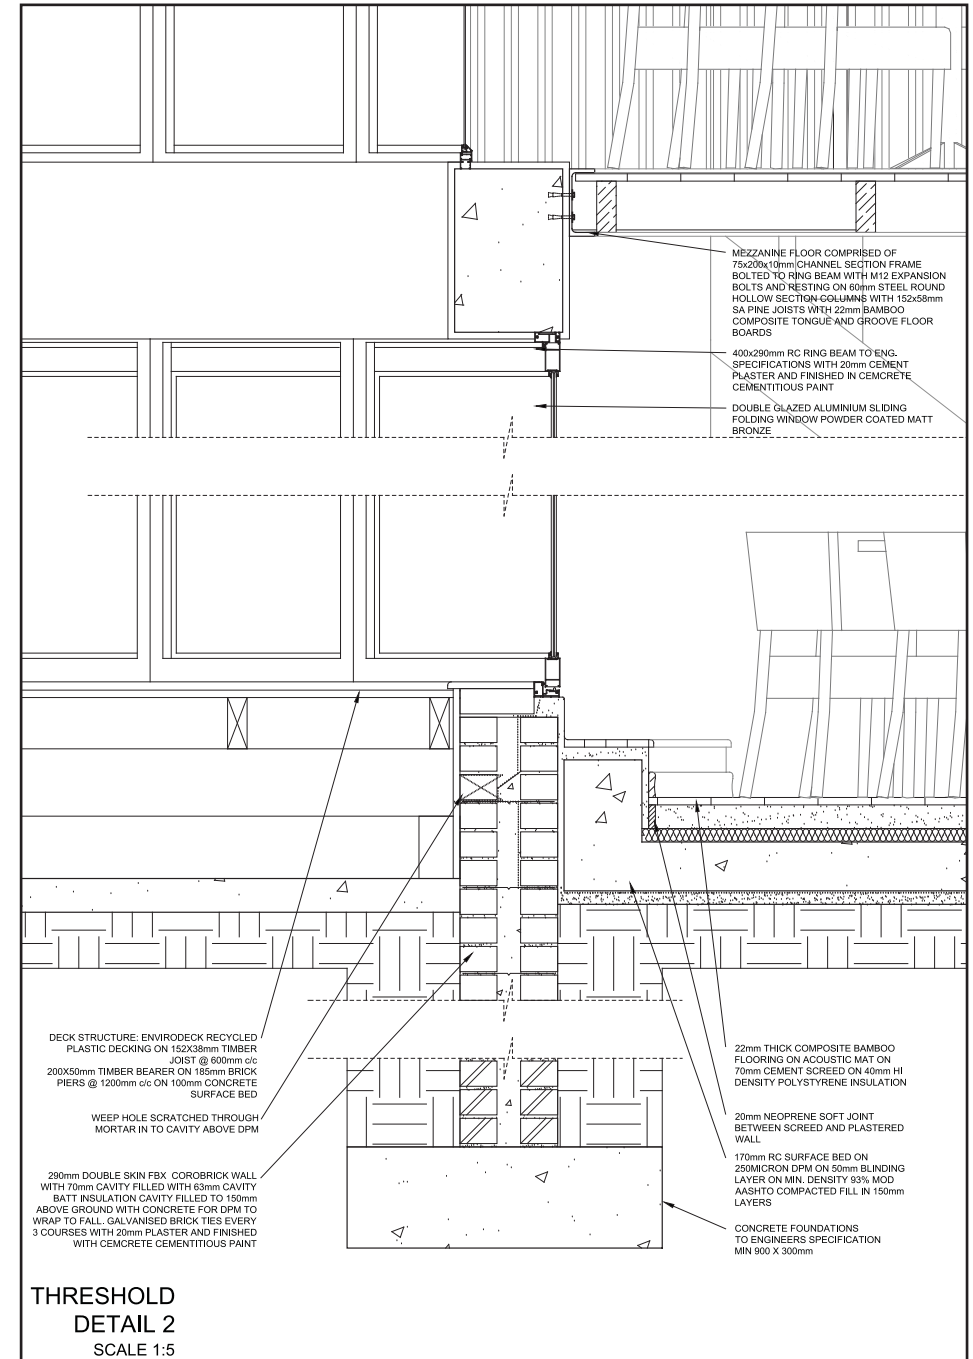 MEZZANINE FLOOR COMPRISED OF
75x200x10mm CHANNEL SECTION FRAME
BOLTED TO RING BEAM WITH M12 EXPANSION
BOLTS AND RESTING ON 60mm STEEL ROUND
HOLLOW SECTION COLUMNS WITH 152x58mm
SA PINE JOISTS WITH 22mm BAMBOO
COMPOSITE TONGUE AND GROOVE FLOOR
BOARDS
400x290mm RC RING BEAM TO ENG.
SPECIFICATIONS WITH 20mm CEMENT
PLASTER AND FINISHED IN CEMCRETE
CEMENTITIOUS PAINT
DOUBLE GLAZED ALUMINIUM SLIDING
FOLDING WINDOW POWDER COATED MATT
BRONZE
DECK STRUCTURE: ENVIRODECK RECYCLED
PLASTIC DECKING ON 152X38mm TIMBER
JOIST @ 600mm c/c
200X50mm TIMBER BEARER ON 185mm BRICK
PIERS @ 1200mm c/c ON 100mm CONCRETE
SURFACE BED
WEEP HOLE SCRATCHED THROUGH
MORTAR IN TO CAVITY ABOVE DPM
290mm DOUBLE SKIN FBX COROBRICK WALL
WITH 70mm CAVITY FILLED WITH 63mm CAVITY
BATT INSULATION CAVITY FILLED TO 150mm
ABOVE GROUND WITH CONCRETE FOR DPM TO
WRAP TO FALL. GALVANISED BRICK TIES EVERY
3 COURSES WITH 20mm PLASTER AND FINISHED
WITH CEMCRETE CEMENTITIOUS PAINT
22mm THICK COMPOSITE BAMBOO
FLOORING ON ACOUSTIC MAT ON
70mm CEMENT SCREED ON 40mm HI
DENSITY POLYSTYRENE INSULATION
20mm NEOPRENE SOFT JOINT
BETWEEN SCREED AND PLASTERED
WALL
170mm RC SURFACE BED ON
250MICRON DPM ON 50mm BLINDING
LAYER ON MIN. DENSITY 93% MOD
AASHTO COMPACTED FILL IN 150mm
LAYERS
CONCRETE FOUNDATIONS
TO ENGINEERS SPECIFICATION
MIN 900 X 300mm
THRESHOLD
DETAIL 2
SCALE 1:5